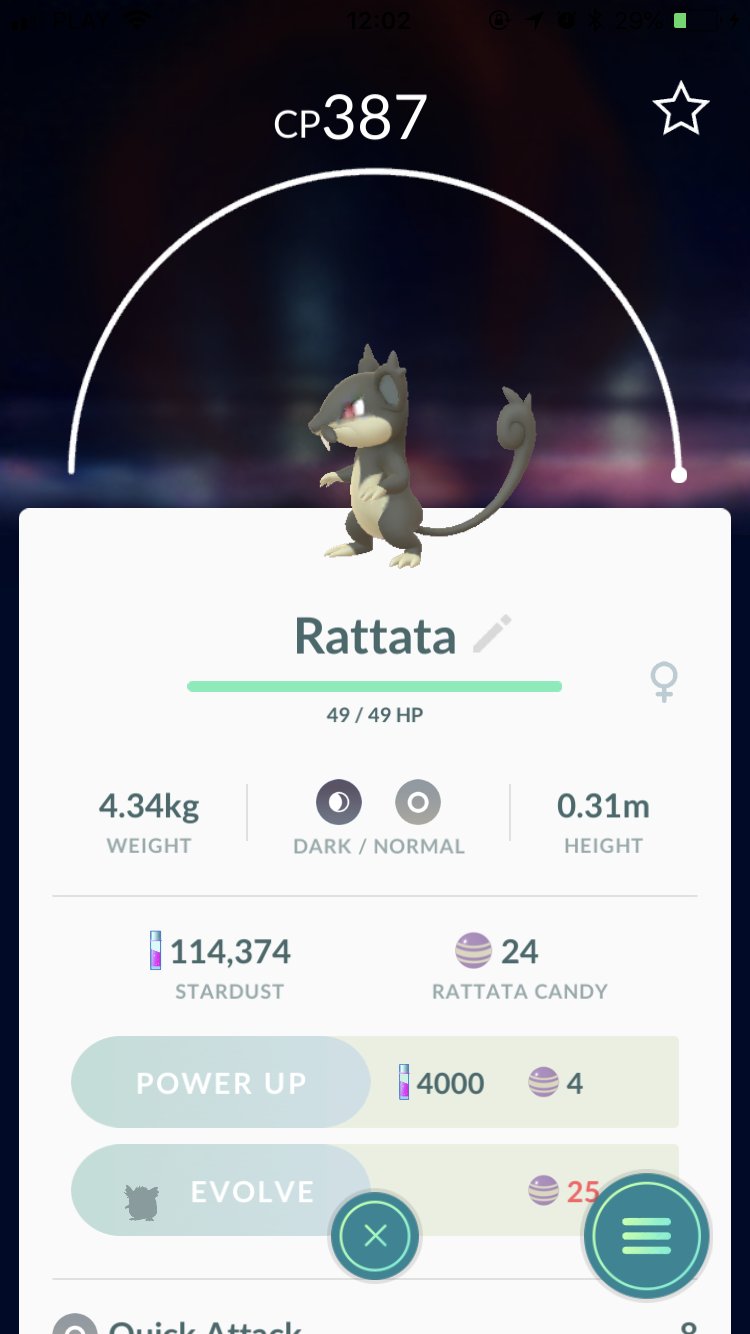 PLAY 12:02 29%
CP387
Rattata
49 / 49 HP
4.34kg
WEIGHT
DARK / NORMAL
0.31m
HEIGHT
114,374
STARDUST
24
RATTATA CANDY
POWER UP 4000 4
EVOLVE 25
Quick Attack 8